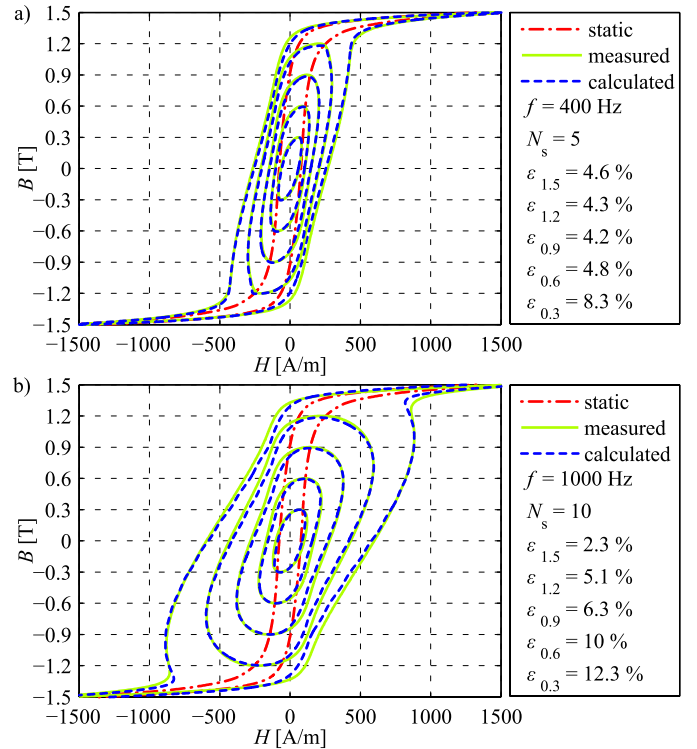 a)
B [T]
1.5
1.2
0.9
0.6
0.3
0
−0.3
−0.6
−0.9
−1.2
−1.5
−1500
−1000
−500
0
500
1000
1500
H [A/m]
static
measured
calculated
f = 400 Hz
Ns = 5
ε1.5 = 4.6 %
ε1.2 = 4.3 %
ε0.9 = 4.2 %
ε0.6 = 4.8 %
ε0.3 = 8.3 %
b)
B [T]
1.5
1.2
0.9
0.6
0.3
0
−0.3
−0.6
−0.9
−1.2
−1.5
−1500
−1000
−500
0
500
1000
1500
H [A/m]
static
measured
calculated
f = 1000 Hz
Ns = 10
ε1.5 = 2.3 %
ε1.2 = 5.1 %
ε0.9 = 6.3 %
ε0.6 = 10 %
ε0.3 = 12.3 %